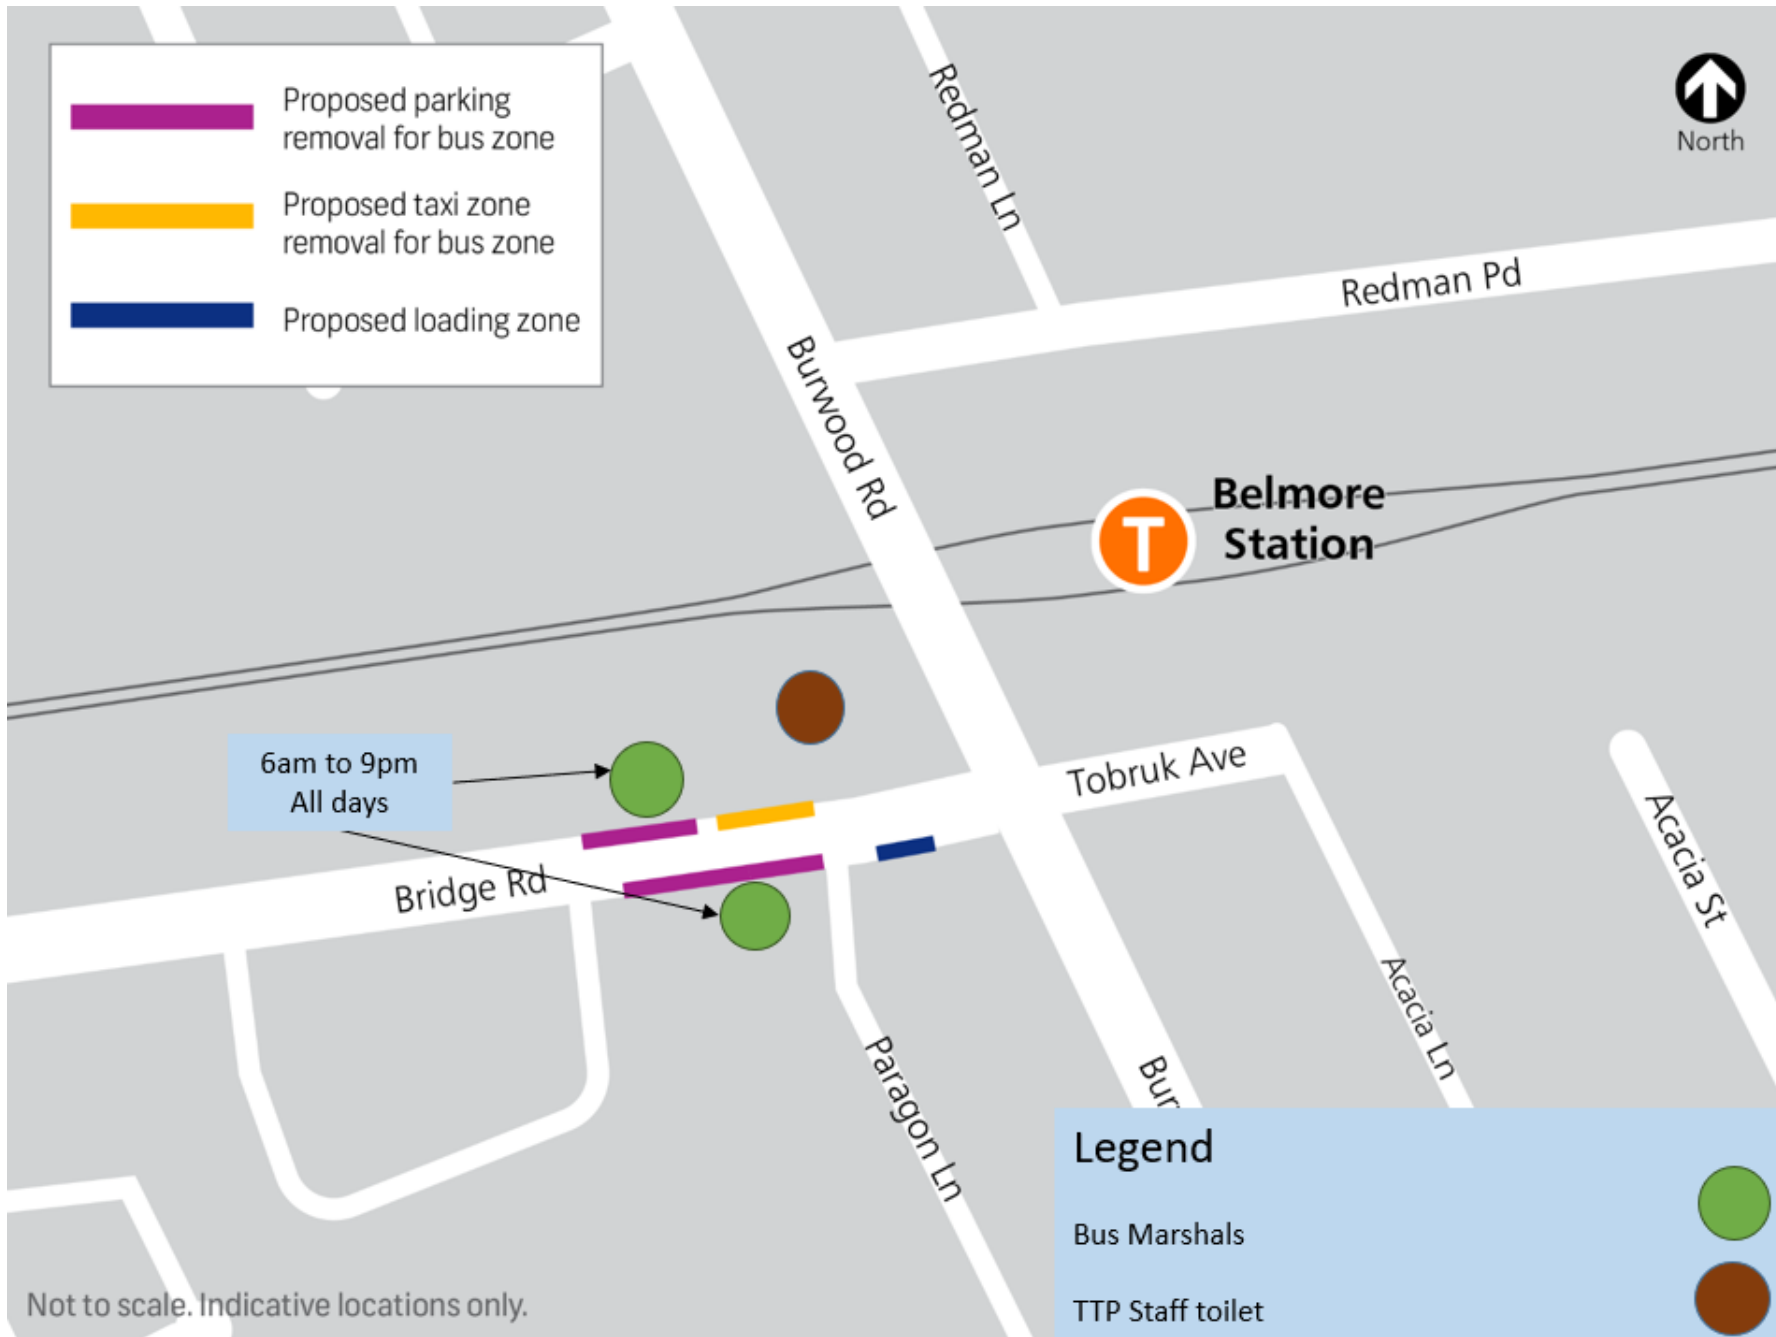 Proposed parking
removal for bus zone
Proposed taxi zone
removal for bus zone
Proposed loading zone
North
Redman Ln
Redman Pd
Burwood Rd
T
Belmore
Station
6am to 9pm
All days
Tobruk Ave
Bridge Rd
Acacia St
Acacia Ln
Paragon Ln
Bur
Legend
Bus Marshals
TTP Staff toilet
Not to scale. Indicative locations only.